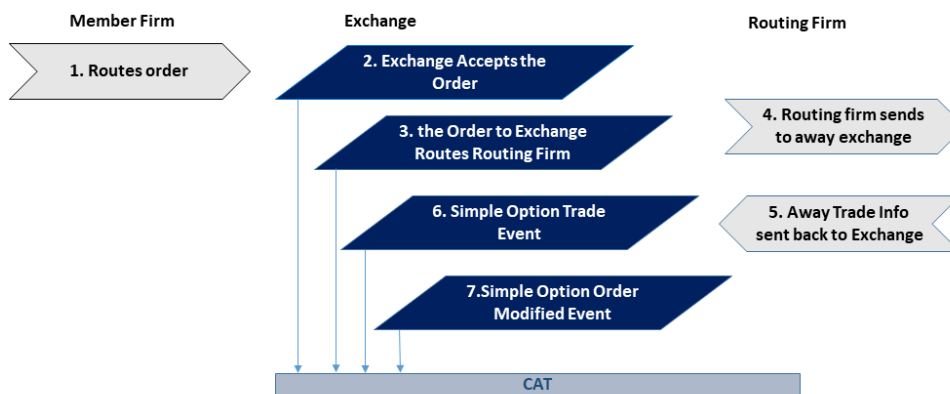 Member Firm
Exchange
Routing Firm
1. Routes order
2. Exchange Accepts the
Order
3. the Order to Exchange
Routes Routing Firm
4. Routing firm sends
to away exchange
6. Simple Option Trade
Event
5. Away Trade Info
sent back to Exchange
7.Simple Option Order
Modified Event
CAT